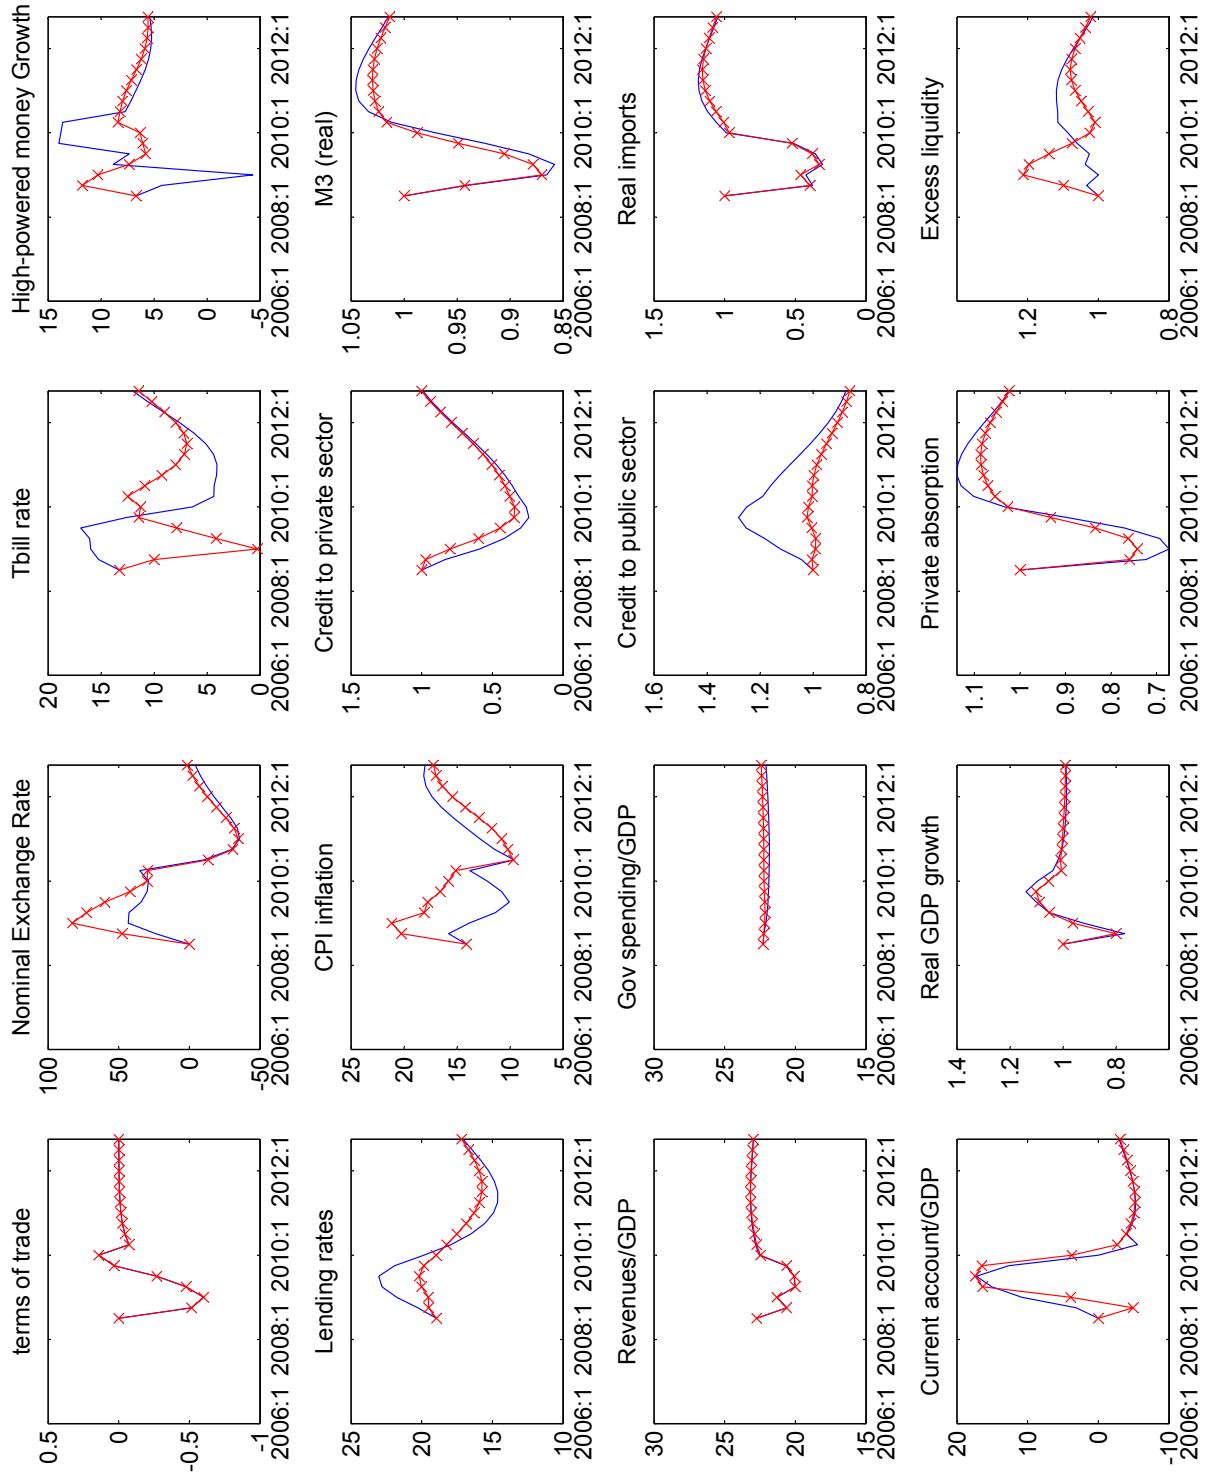 terms of trade
0
-0.5
-1
2006:1 2008:1 2010:1 2012:1
Nominal Exchange Rate
100
50
0
-50
2006:1 2008:1 2010:1 2012:1
Tbill rate
20
15
10
5
0
2006:1 2008:1 2010:1 2012:1
High-powered money Growth
15
10
5
0
-5
2006:1 2008:1 2010:1 2012:1
Lending rates
25
20
15
10
2006:1 2008:1 2010:1 2012:1
CPI inflation
25
20
15
10
5
2006:1 2008:1 2010:1 2012:1
Credit to private sector
1.5
1
0.5
0
2006:1 2008:1 2010:1 2012:1
M3 (real)
1.05
1
0.95
0.9
0.85
2006:1 2008:1 2010:1 2012:1
Revenues/GDP
30
25
20
15
2006:1 2008:1 2010:1 2012:1
Gov spending/GDP
30
25
20
15
2006:1 2008:1 2010:1 2012:1
Credit to public sector
1.6
1.4
1.2
1
0.8
2006:1 2008:1 2010:1 2012:1
Real imports
1.5
1
0.5
0
2006:1 2008:1 2010:1 2012:1
Current account/GDP
20
10
0
-10
2006:1 2008:1 2010:1 2012:1
Real GDP growth
1.4
1.2
1
0.8
2006:1 2008:1 2010:1 2012:1
Private absorption
1.1
1
0.9
0.8
0.7
2006:1 2008:1 2010:1 2012:1
Excess liquidity
1.2
1
0.8
2006:1 2008:1 2010:1 2012:1